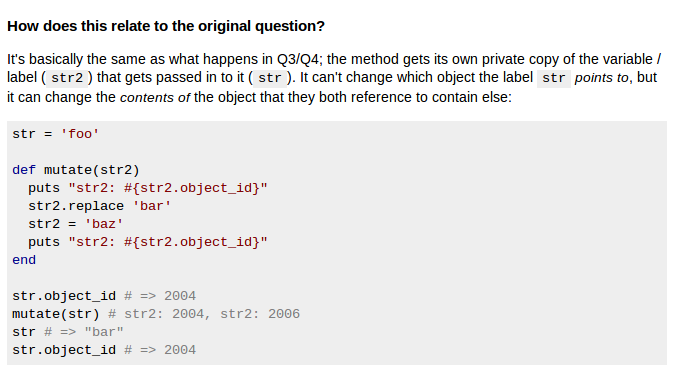 How does this relate to the original question?
It's basically the same as what happens in Q3/Q4; the method gets its own private copy of the variable /
label ( str2 ) that gets passed in to it ( str ). It can't change which object the label str points to, but
it can change the contents of the object that they both reference to contain else:
str = 'foo'
def mutate(str2)
  puts "str2: #{str2.object_id}"
  str2.replace 'bar'
  str2 = 'baz'
  puts "str2: #{str2.object_id}"
end
str.object_id # => 2004
mutate(str) # str2: 2004, str2: 2006
str # => "bar"
str.object_id # => 2004